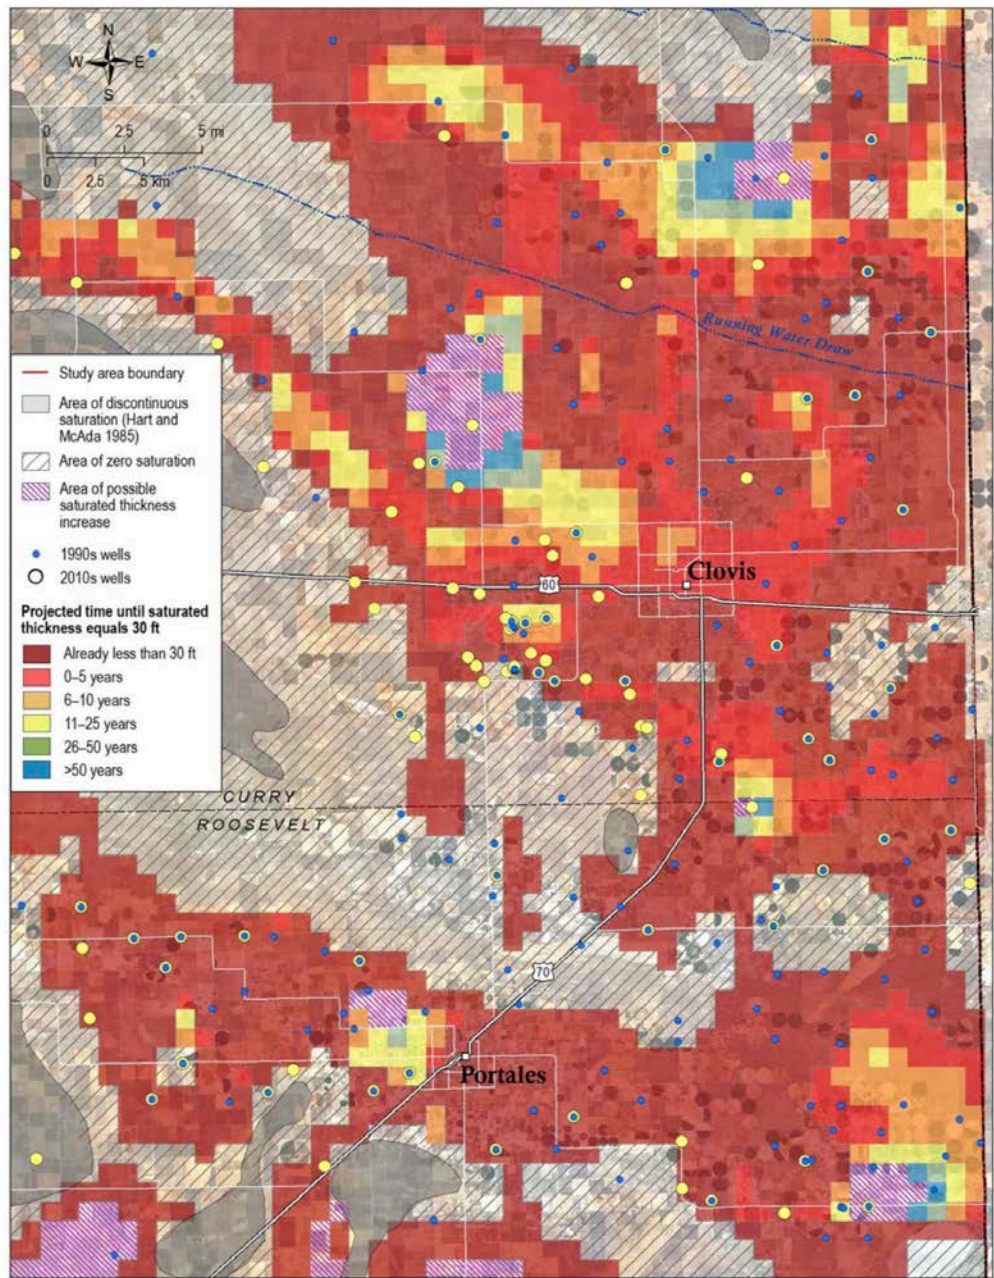 N
W E
S
0 2.5 5 mi
0 2.5 5 km
Running Water Draw
Study area boundary
Area of discontinuous
saturation (Hart and
McAda 1985)
Area of zero saturation
Area of possible
saturated thickness
increase
1990s wells
2010s wells
Projected time until saturated
thickness equals 30 ft
Already less than 30 ft
0–5 years
6–10 years
11–25 years
26–50 years
>50 years
Clovis
60
CURRY
ROOSEVELT
70
Portales